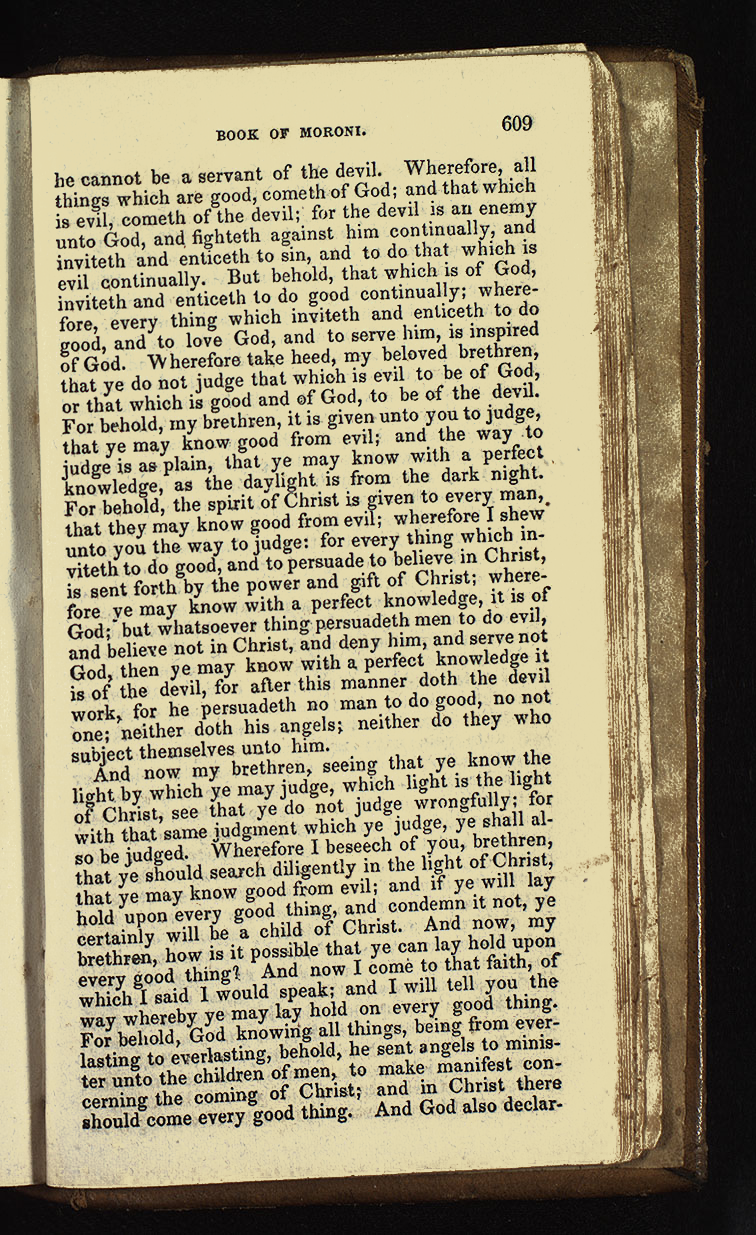 BOOK OF MORONI. 609
he cannot be a servant of the devil. Wherefore, all
things which are good, cometh of God; and that which
is evil, cometh of the devil; for the devil is an enemy
unto God, and fighteth against him continually, and
inviteth and enticeth to sin, and to do that which is
evil continually. But behold, that which is of God,
inviteth and enticeth to do good continually; where-
fore, every thing which inviteth and enticeth to do
good, and to love God, and to serve him, is inspired
of God. Wherefore take heed, my beloved brethren,
that ye do not judge that which is evil to be of God,
or that which is good and of God, to be of the devil.
For behold, my brethren, it is given unto you to judge,
that ye may know good from evil; and the way to
judge is as plain, that ye may know with a perfect
knowledge, as the daylight is from the dark night.
For behold, the spirit of Christ is given to every man,
that they may know good from evil; wherefore I shew
unto you the way to judge: for every thing which in-
viteth to do good, and to persuade to believe in Christ,
is sent forth by the power and gift of Christ; where-
fore ye may know with a perfect knowledge, it is of
God; but whatsoever thing persuadeth men to do evil,
and believe not in Christ, and deny him, and serve not
God, then ye may know with a perfect knowledge it
is of the devil, for after this manner doth the devil
work, for he persuadeth no man to do good, no not
one; neither doth his angels; neither do they who
subject themselves unto him.
And now my brethren, seeing that ye know the
light by which ye may judge, which light is the light
of Christ, see that ye do not judge wrongfully; for
with that same judgment which ye judge, ye shall al-
so be judged. Wherefore I beseech of you, brethren,
that ye should search diligently in the light of Christ,
that ye may know good from evil; and if ye will lay
hold upon every good thing, and condemn it not, ye
certainly will be a child of Christ. And now, my
brethren, how is it possible that ye can lay hold upon
every good thing? And now I come to that faith, of
which I said I would speak; and I will tell you the
way whereby ye may lay hold on every good thing.
For behold, God knowing all things, being from ever-
lasting to everlasting, behold, he sent angels to minis-
ter unto the children of men, to make manifest con-
cerning the coming of Christ; and in Christ there
should come every good thing. And God also declar-